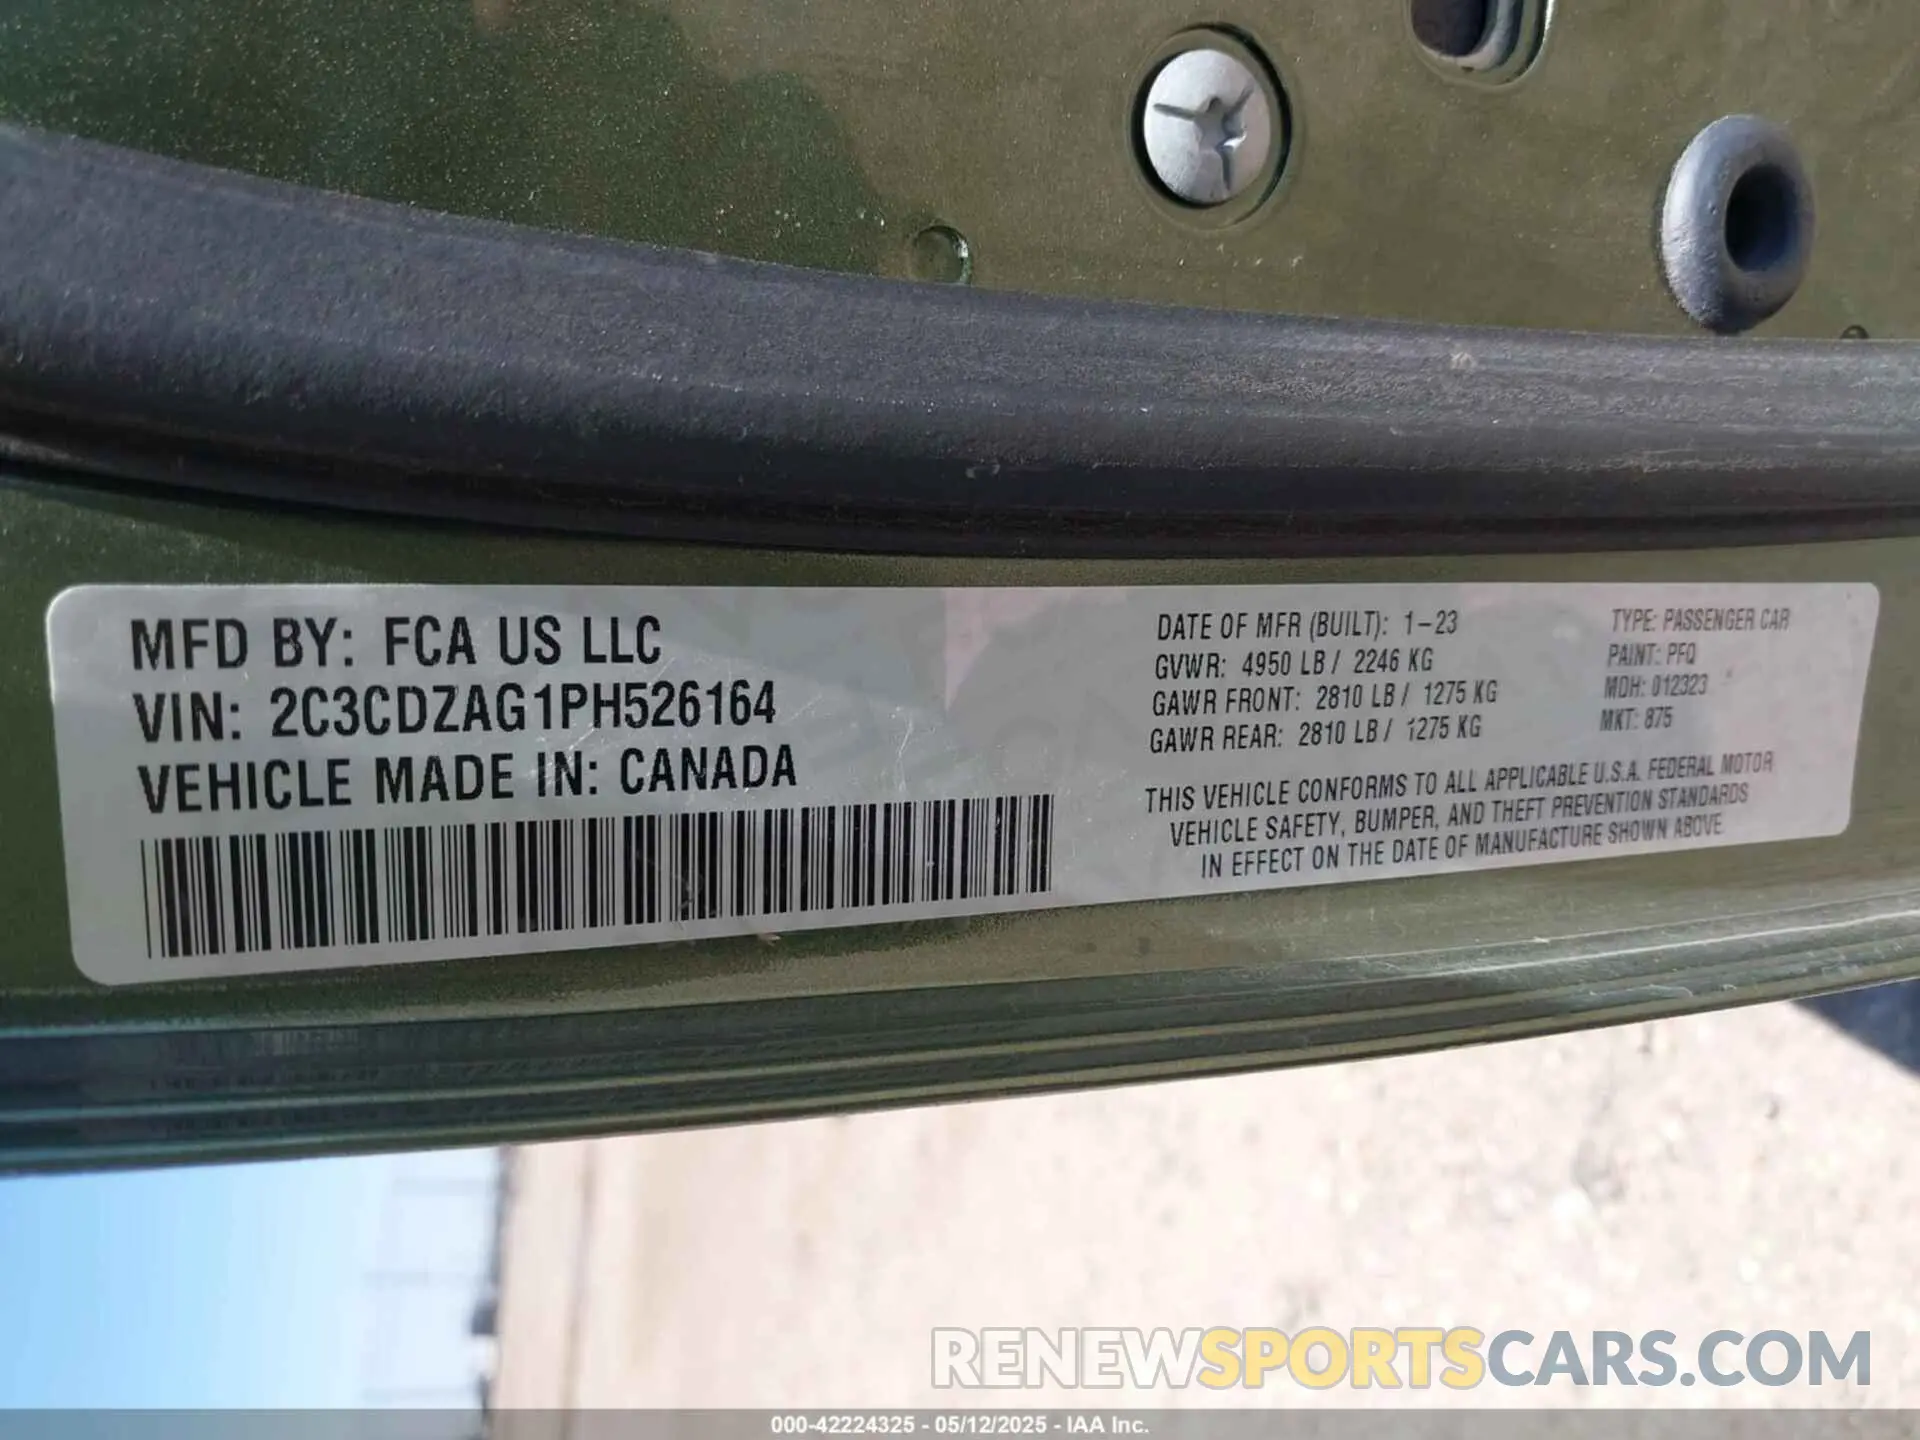 MFD BY: FCA US LLC
VIN: 2C3CDZAG1PH526164
VEHICLE MADE IN: CANADA
DATE OF MFR (BUILT): 1-23
GVWR: 4950 LB / 2246 KG
GAWR FRONT: 2810 LB / 1275 KG
GAWR REAR: 2810 LB / 1275 KG
TYPE: PASSENGER CAR
PAINT: PFQ
MDH: 012323
MKT: 875
THIS VEHICLE CONFORMS TO ALL APPLICABLE U.S.A. FEDERAL MOTOR
VEHICLE SAFETY, BUMPER, AND THEFT PREVENTION STANDARDS
IN EFFECT ON THE DATE OF MANUFACTURE SHOWN ABOVE.
RENEWSPORTSCARS.COM
000-42224325 - 05/12/2025 - IAA Inc.